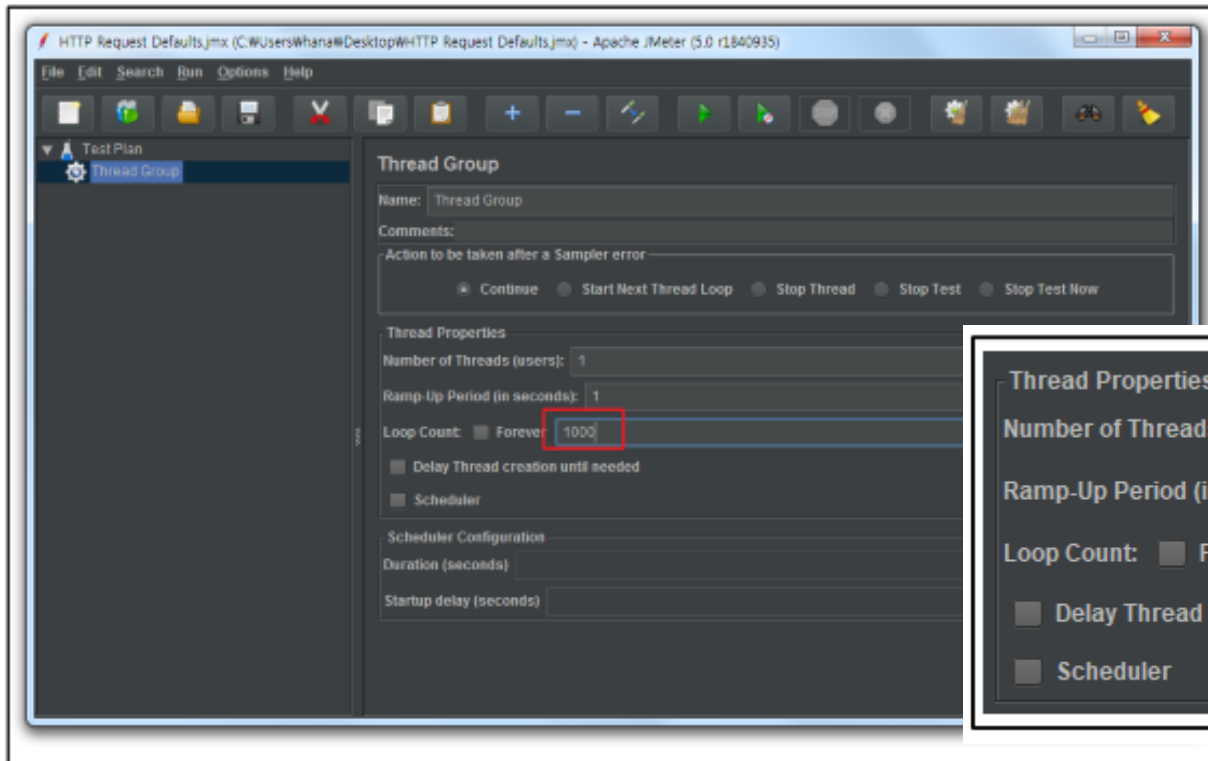 HTTP Request Defaults.jmx (C:₩Users₩hana₩Desktop₩HTTP Request Defaults.jmx) - Apache JMeter (5.0 r1840935)
File Edit Search Run Options Help
Test Plan
Thread Group
Thread Group
Name: Thread Group
Comments:
Action to be taken after a Sampler error
Continue Start Next Thread Loop Stop Thread Stop Test Stop Test Now
Thread Properties
Number of Threads (users): 1
Ramp-Up Period (in seconds): 1
Loop Count: Forever 1000
Delay Thread creation until needed
Scheduler
Scheduler Configuration
Duration (seconds)
Startup delay (seconds)
Thread Properties
Number of Thread
Ramp-Up Period (i
Loop Count: F
Delay Thread
Scheduler